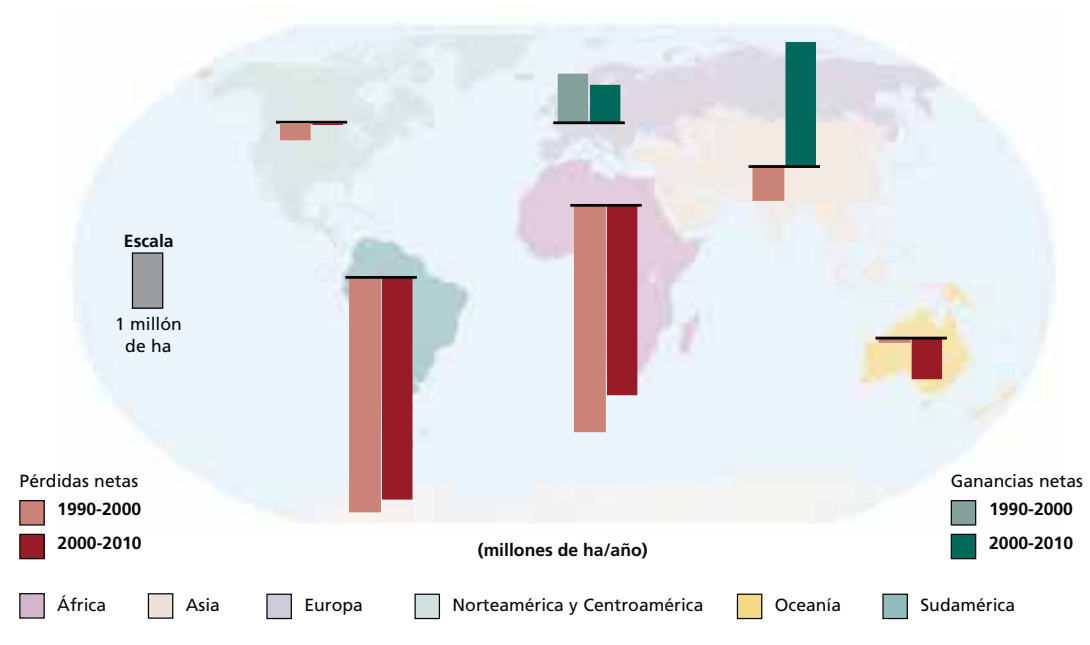 Escala
1 millón
de ha
Pérdidas netas
1990-2000
2000-2010
(millones de ha/año)
Ganancias netas
1990-2000
2000-2010
África
Asia
Europa
Norteamérica y Centroamérica
Oceanía
Sudamérica